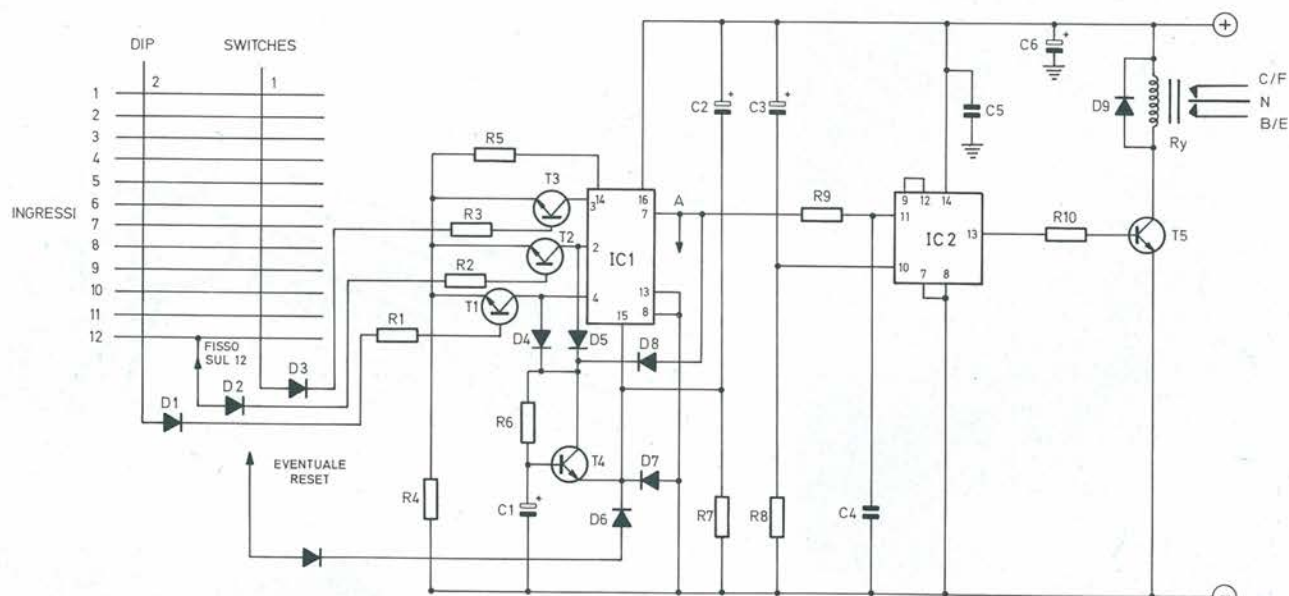 DIP SWITCHES
2 1
1
2
3
4
5
6
7
8
9
10
11
12
INGRESSI
FISSO
SUL 12
D1
D2
D3
EVENTUALE
RESET
R5
T3
R3
T2
R2
T1
R1
R4
14
3
2
4
16
7
13
8
15
IC1
A
D4
D5
D8
R6
T4
C1
D6
D7
C2
C3
R7
R8
R9
C4
9 12 14
11
10
13
7 8
IC2
C5
C6
+
+
+
+
R10
T5
D9
Ry
C/F
N
B/E
+
−